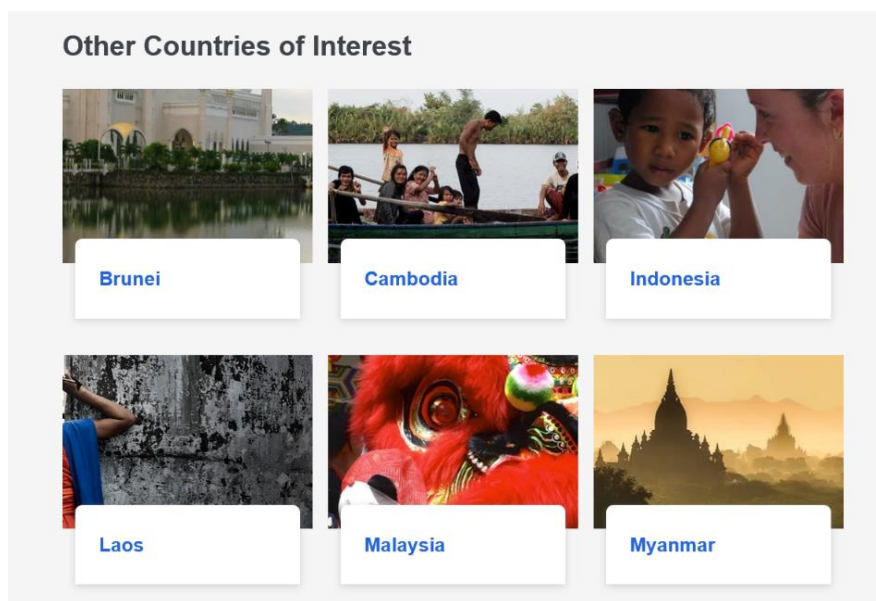 Other Countries of Interest
Brunei
Cambodia
Indonesia
Laos
Malaysia
Myanmar